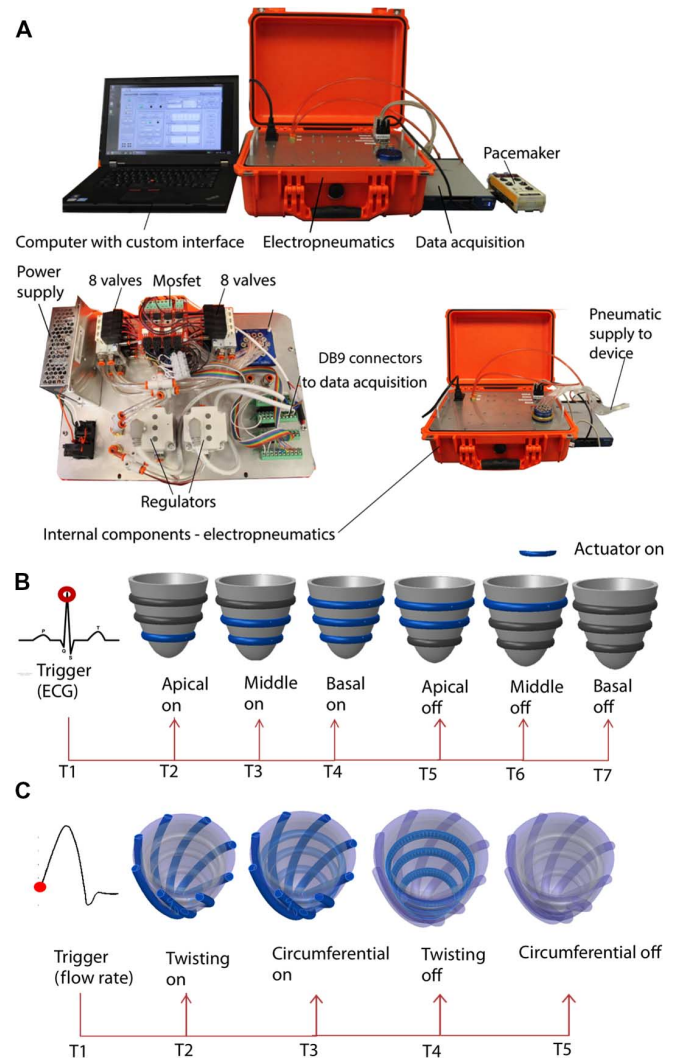 A
Pacemaker
Computer with custom interface
Electropneumatics
Data acquisition
Power
supply
8 valves
Mosfet
8 valves
Pneumatic
supply to
device
DB9 connectors
to data acquisition
Regulators
Internal components - electropneumatics
Actuator on
B
P
T
Q
S
Trigger
(ECG)
Apical
on
Middle
on
Basal
on
Apical
off
Middle
off
Basal
off
T1
T2
T3
T4
T5
T6
T7
C
Trigger
(flow rate)
Twisting
on
Circumferential
on
Twisting
off
Circumferential off
T1
T2
T3
T4
T5